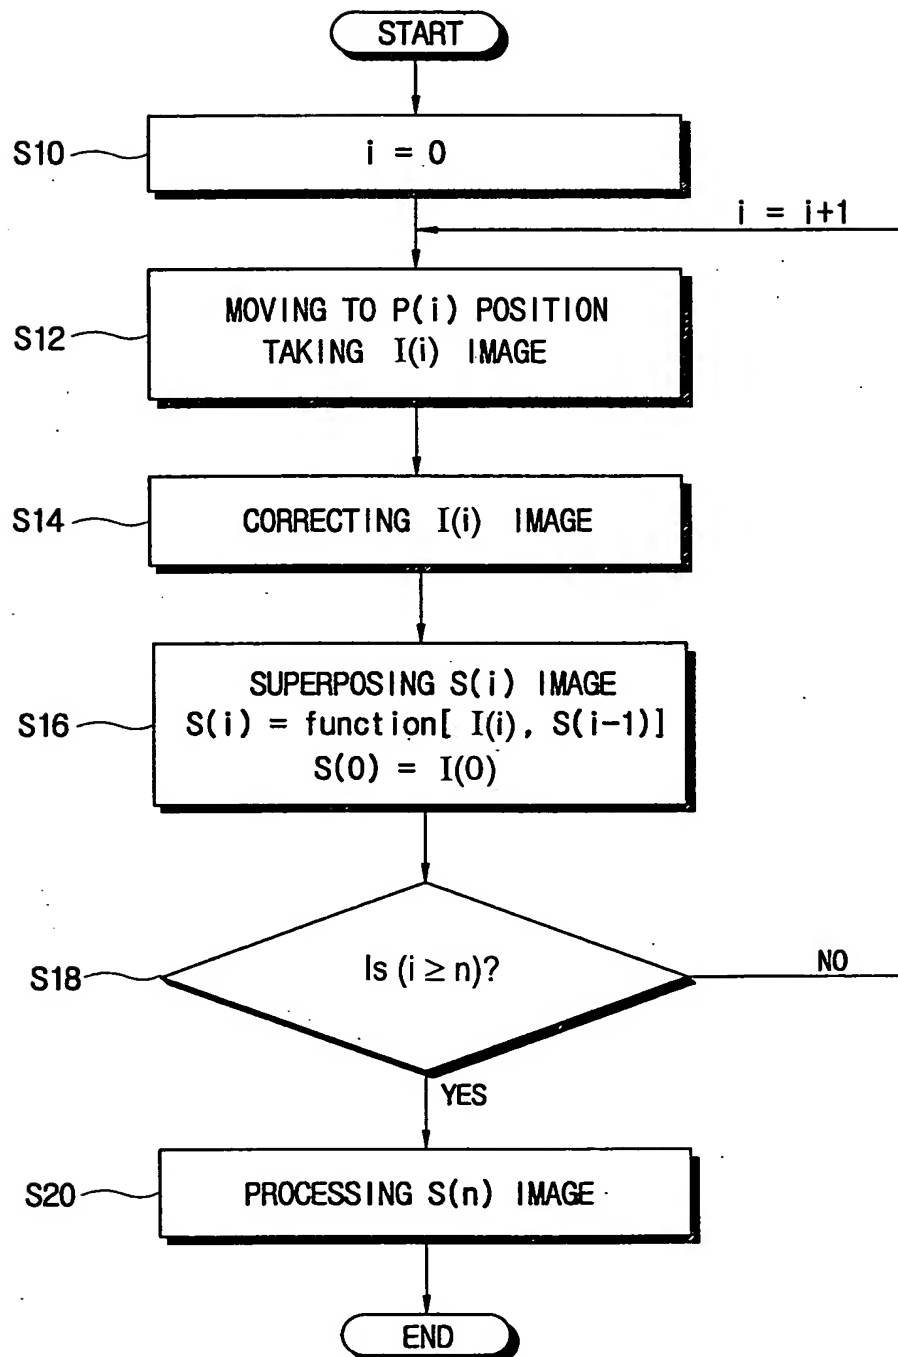 START
S10
i = 0
i = i+1
S12
MOVING TO P(i) POSITION
TAKING I(i) IMAGE
S14
CORRECTING I(i) IMAGE
S16
SUPERPOSING S(i) IMAGE
S(i) = function[ I(i), S(i-1)]
S(0) = I(0)
S18
Is (i ≥ n)?
NO
YES
S20
PROCESSING S(n) IMAGE
END